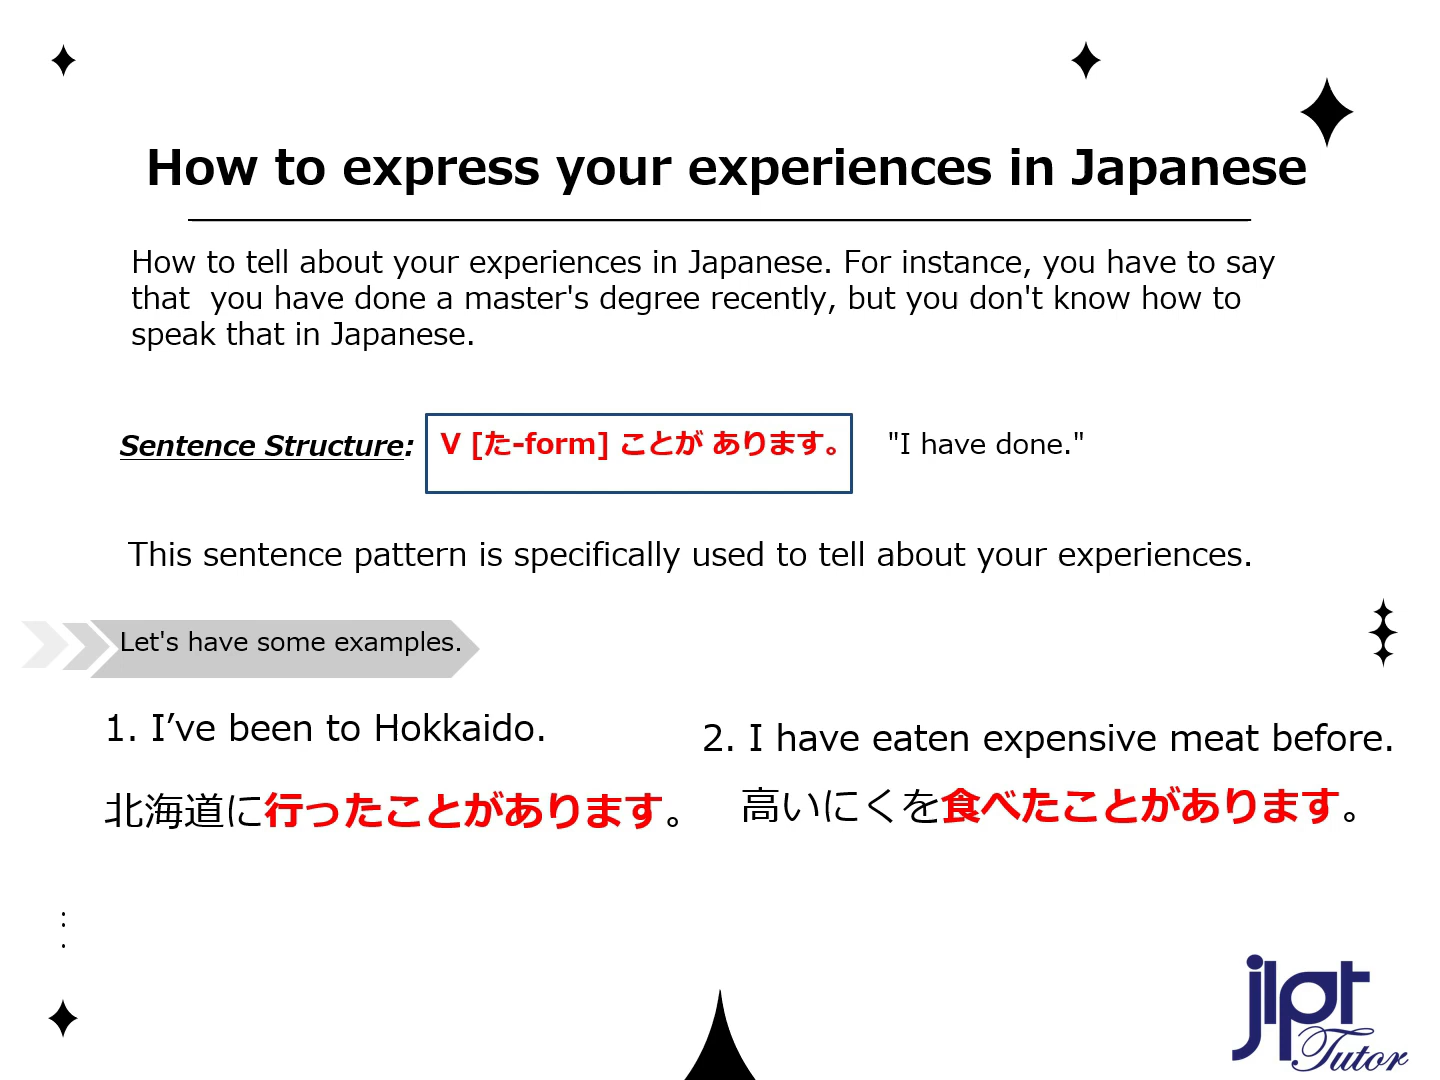 How to express your experiences in Japanese
How to tell about your experiences in Japanese. For instance, you have to say
that  you have done a master's degree recently, but you don't know how to
speak that in Japanese.
Sentence Structure: V [た-form] ことが あります。 "I have done."
This sentence pattern is specifically used to tell about your experiences.
Let's have some examples.
1. I’ve been to Hokkaido.
北海道に行ったことがあります。
2. I have eaten expensive meat before.
高いにくを食べたことがあります。
jlpt
Tutor